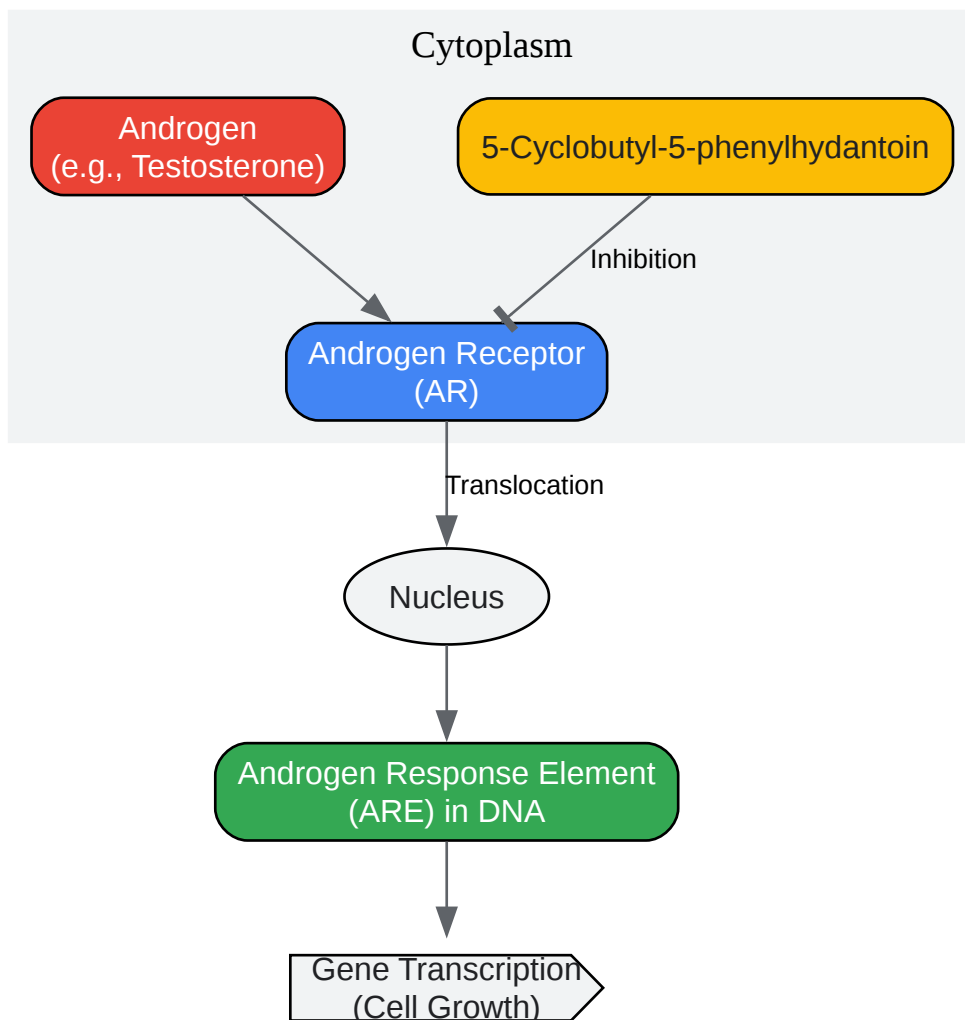 Cytoplasm
Androgen
(e.g., Testosterone)
5-Cyclobutyl-5-phenylhydantoin
Inhibition
Androgen Receptor
(AR)
Translocation
Nucleus
Androgen Response Element
(ARE) in DNA
Gene Transcription
(Cell Growth)